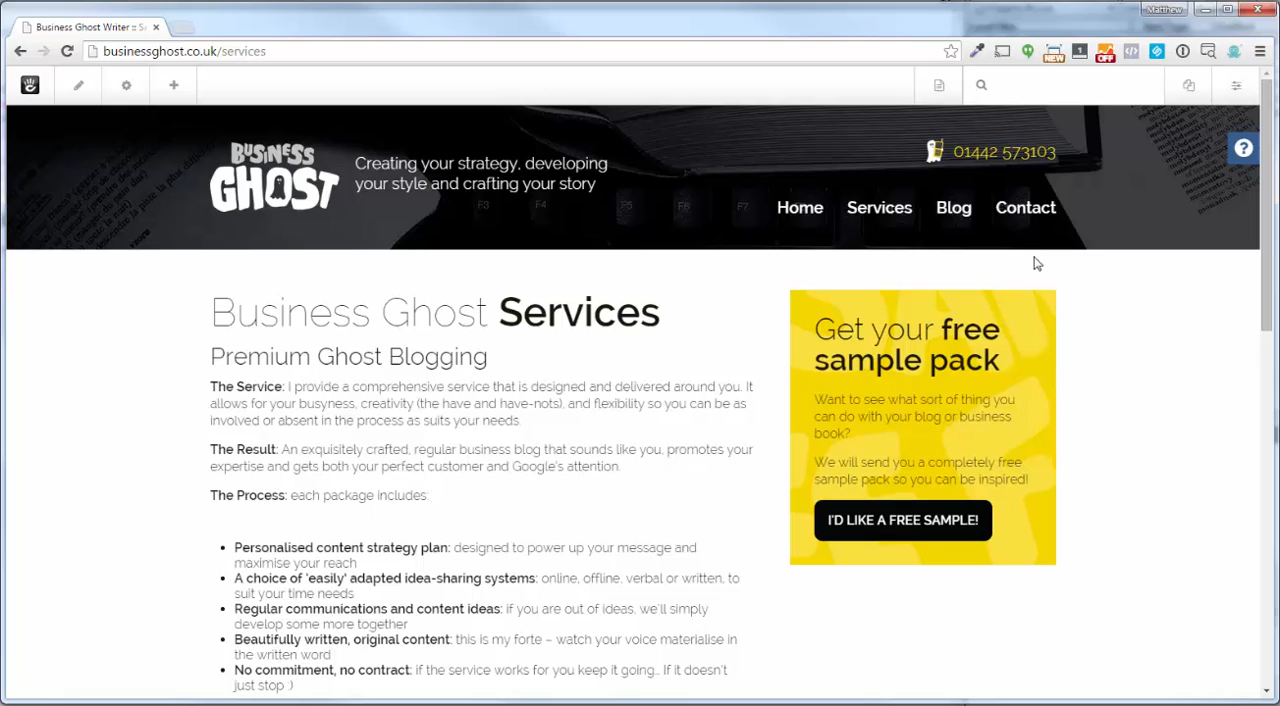 Matthew
Business Ghost Writer :: S
businessghost.co.uk/services
NEW
1
OFF
BUSINESS
GHOST
Creating your strategy, developing
your style and crafting your story
01442 573103
?
F3 F4 F5 F6 F7
Home Services Blog Contact
Business Ghost Services
Premium Ghost Blogging
The Service: I provide a comprehensive service that is designed and delivered around you. It
allows for your busyness, creativity (the have and have-nots), and flexibility so you can be as
involved or absent in the process as suits your needs.
The Result: An exquisitely crafted, regular business blog that sounds like you, promotes your
expertise and gets both your perfect customer and Google's attention.
The Process: each package includes:
• Personalised content strategy plan: designed to power up your message and
maximise your reach
• A choice of 'easily' adapted idea-sharing systems: online, offline, verbal or written, to
suit your time needs
• Regular communications and content ideas: if you are out of ideas, we'll simply
develop some more together
• Beautifully written, original content: this is my forte – watch your voice materialise in
the written word
• No commitment, no contract: if the service works for you keep it going... If it doesn't
just stop :)
Get your free
sample pack
Want to see what sort of thing you
can do with your blog or business
book?
We will send you a completely free
sample pack so you can be inspired!
I'D LIKE A FREE SAMPLE!